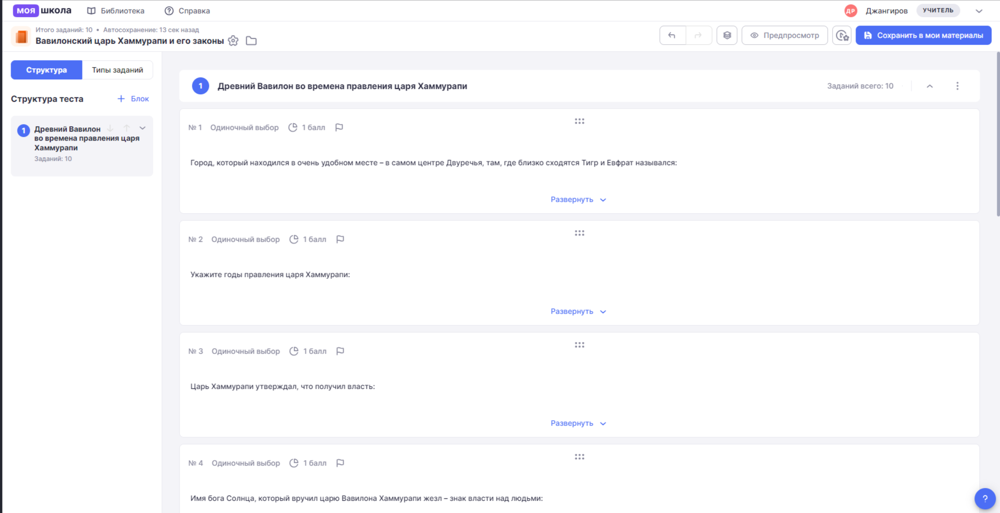 моя школа Библиотека Справка ДР Джангиров УЧИТЕЛЬ
Итого заданий: 10 • Автосохранение: 13 сек назад
Вавилонский царь Хаммурапи и его законы
Предпросмотр Сохранить в мои материалы
Структура Типы заданий
Структура теста + Блок
1 Древний Вавилон
во времена правления царя
Хаммурапи
Заданий: 10
1 Древний Вавилон во времена правления царя Хаммурапи Заданий всего: 10
№ 1 Одиночный выбор 1 балл
Город, который находился в очень удобном месте – в самом центре Двуречья, там, где близко сходятся Тигр и Евфрат назывался:
Развернуть
№ 2 Одиночный выбор 1 балл
Укажите годы правления царя Хаммурапи:
Развернуть
№ 3 Одиночный выбор 1 балл
Царь Хаммурапи утверждал, что получил власть:
Развернуть
№ 4 Одиночный выбор 1 балл
Имя бога Солнца, который вручил царю Вавилона Хаммурапи жезл – знак власти над людьми:
?